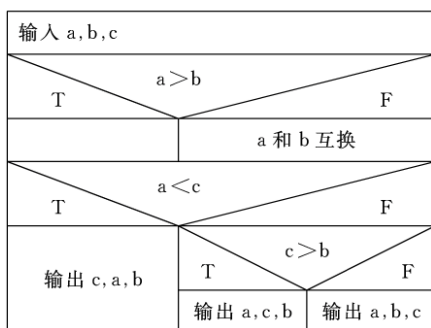 输入 a,b,c
a>b
T F
a 和 b 互换
a<c
T F
输出 c,a,b
c>b
T F
输出 a,c,b 输出 a,b,c